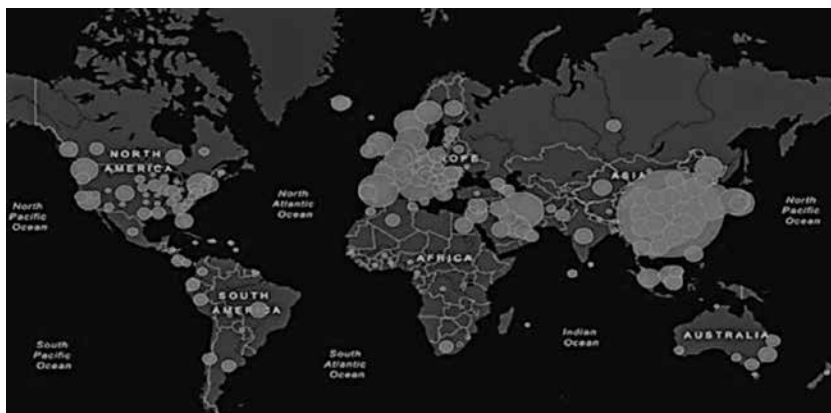 NORTH
AMERICA
North
Pacific
Ocean
North
Atlantic
Ocean
ASIA
North
Pacific
Ocean
AFRICA
SOUTH
AMERICA
South
Pacific
Ocean
South
Atlantic
Ocean
Indian
Ocean
AUSTRALIA